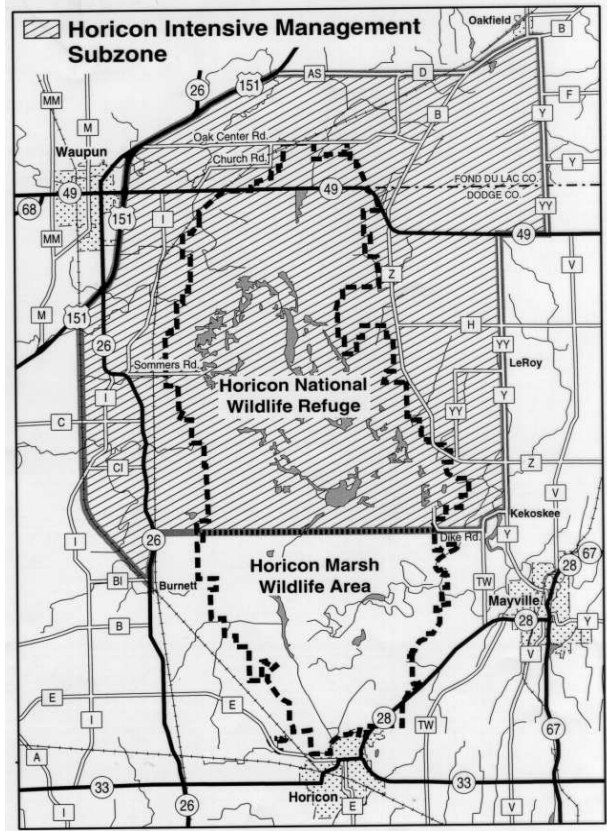 Horicon Intensive Management
Subzone
Oakfield
B
26
151
AS
D
MM
M
F
B
Y
Oak Center Rd.
Waupun
Church Rd.
Y
49
49
FOND DU LAC CO.
DODGE CO.
68
151
I
YY
49
MM
Z
V
M
151
H
26
YY
Sommers Rd.
LeRoy
Horicon National
Wildlife Refuge
I
Y
C
YY
CI
Z
V
Kekoskee
I
26
Dike Rd.
Y
67
Horicon Marsh
Wildlife Area
28
BI
Burnett
TW
Mayville
B
28
Y
V
E
E
28
I
TW
67
A
33
33
Horicon
26
I
E
V